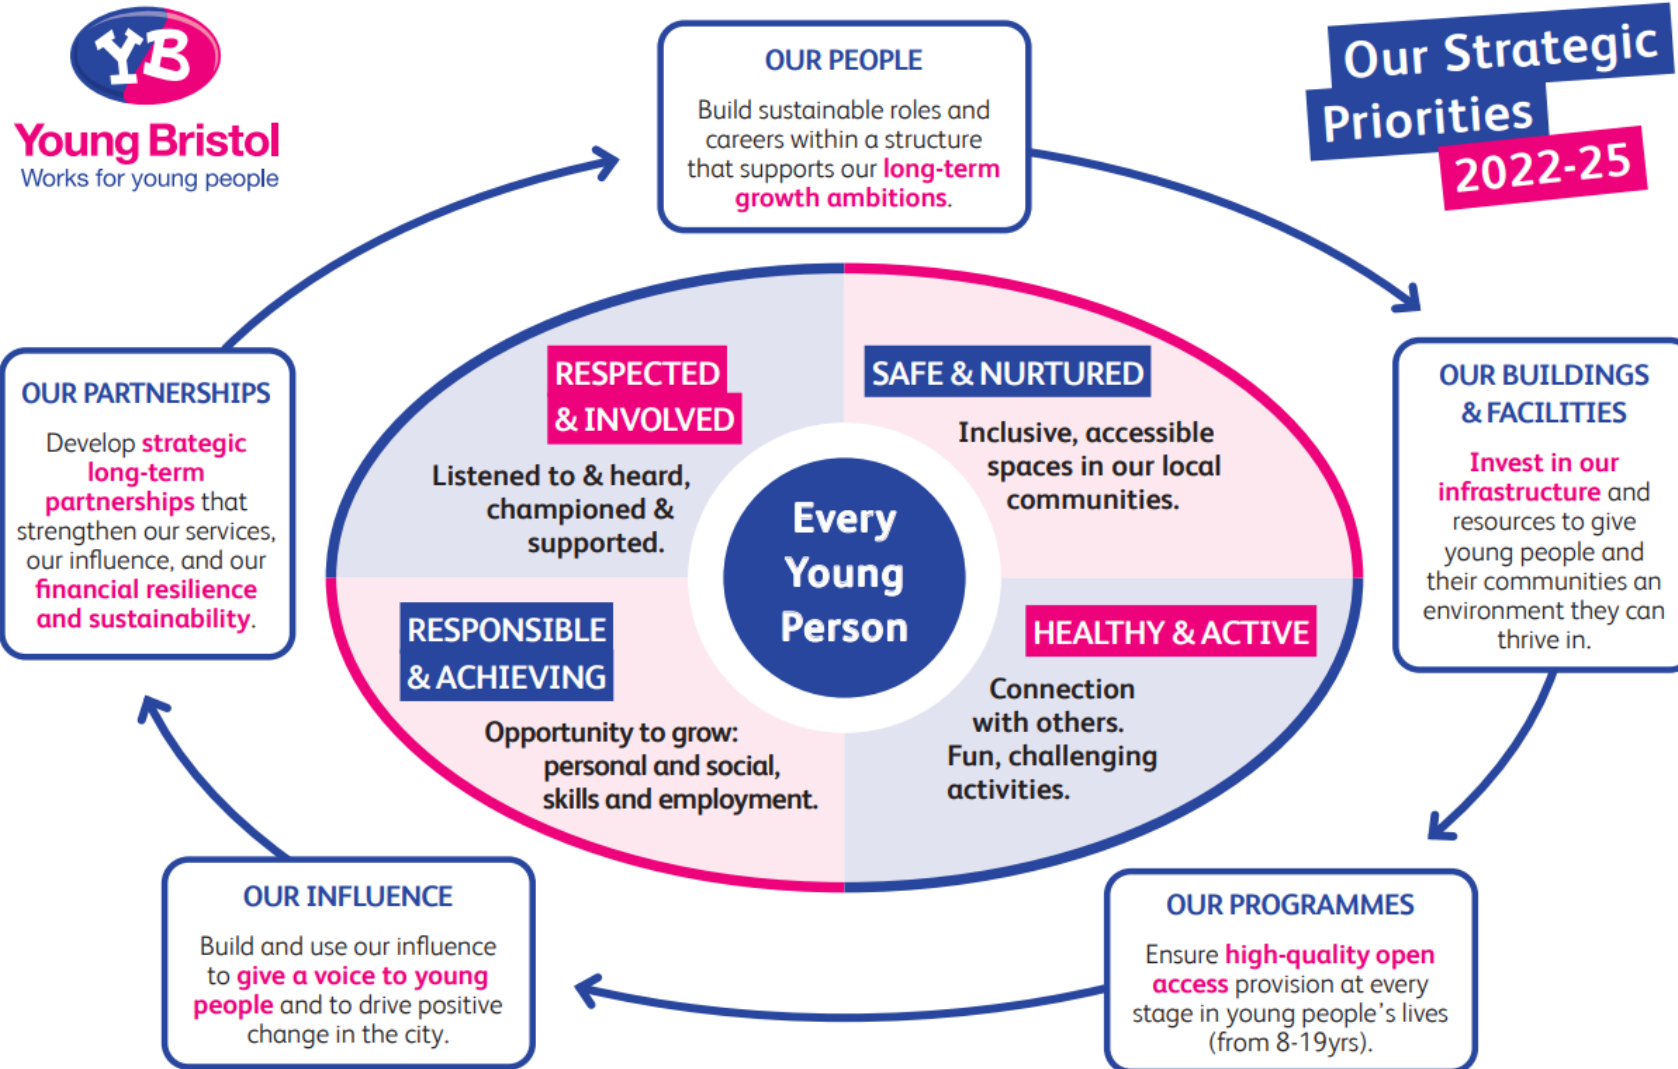 YB
Young Bristol
Works for young people
Our Strategic
Priorities
2022-25
OUR PEOPLE
Build sustainable roles and
careers within a structure
that supports our long-term
growth ambitions.
OUR BUILDINGS
& FACILITIES
Invest in our
infrastructure and
resources to give
young people and
their communities an
environment they can
thrive in.
OUR PROGRAMMES
Ensure high-quality open
access provision at every
stage in young people's lives
(from 8-19yrs).
OUR INFLUENCE
Build and use our influence
to give a voice to young
people and to drive positive
change in the city.
OUR PARTNERSHIPS
Develop strategic
long-term
partnerships that
strengthen our services,
our influence, and our
financial resilience
and sustainability.
RESPECTED
& INVOLVED
Listened to & heard,
championed &
supported.
SAFE & NURTURED
Inclusive, accessible
spaces in our local
communities.
Every
Young
Person
RESPONSIBLE
& ACHIEVING
Opportunity to grow:
personal and social,
skills and employment.
HEALTHY & ACTIVE
Connection
with others.
Fun, challenging
activities.